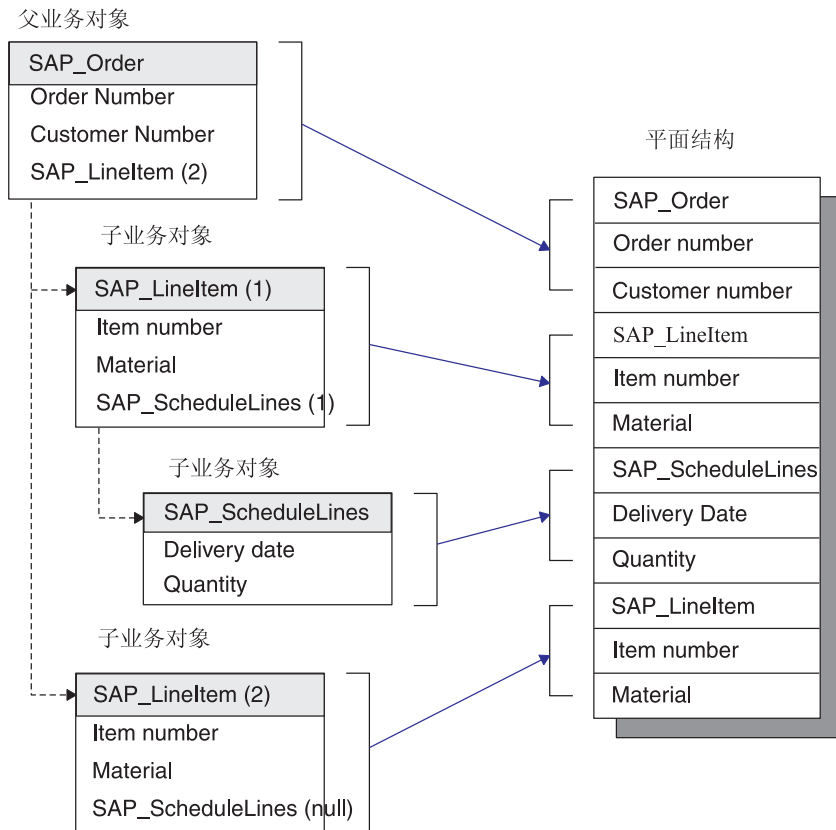 父业务对象
SAP_Order
Order Number
Customer Number
SAP_LineItem (2)
子业务对象
SAP_LineItem (1)
Item number
Material
SAP_ScheduleLines (1)
子业务对象
SAP_ScheduleLines
Delivery date
Quantity
子业务对象
SAP_LineItem (2)
Item number
Material
SAP_ScheduleLines (null)
平面结构
SAP_Order
Order number
Customer number
SAP_LineItem
Item number
Material
SAP_ScheduleLines
Delivery Date
Quantity
SAP_LineItem
Item number
Material